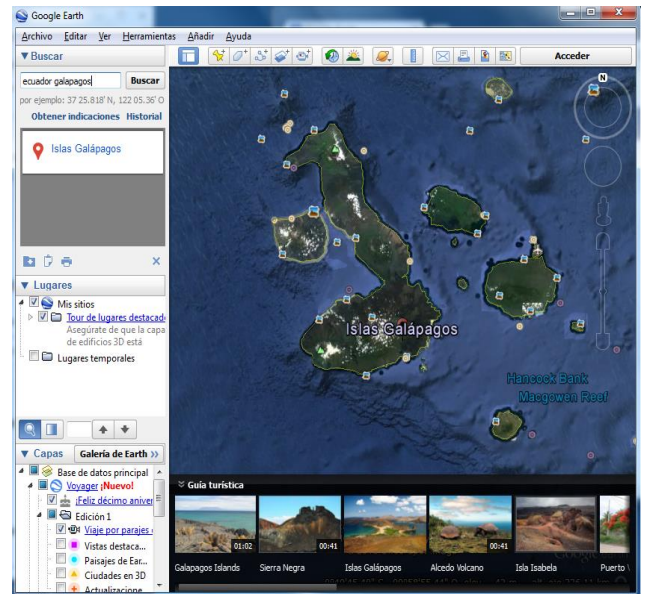 Google Earth
Archivo Editar Ver Herramientas Añadir Ayuda
Buscar
ecuador galapagos
Buscar
por ejemplo: 37 25.818' N, 122 05.36' O
Obtener indicaciones Historial
Islas Galápagos
Lugares
Mis sitios
Tour de lugares destacad
Asegúrate de que la capa
de edificios 3D está
Lugares temporales
Capas Galería de Earth >>
Base de datos principal
Voyager ¡Nuevo!
¡Feliz décimo aniver
Edición 1
Viaje por parajes
Vistas destaca...
Paisajes de Ear...
Ciudades en 3D
Actualizacione
Acceder
N
Islas Galápagos
Hancock Bank
Macgowen Reef
Guía turística
01:02
00:41
00:41
Galapagos Islands Sierra Negra Islas Galápagos Alcedo Volcano Isla Isabela Puerto